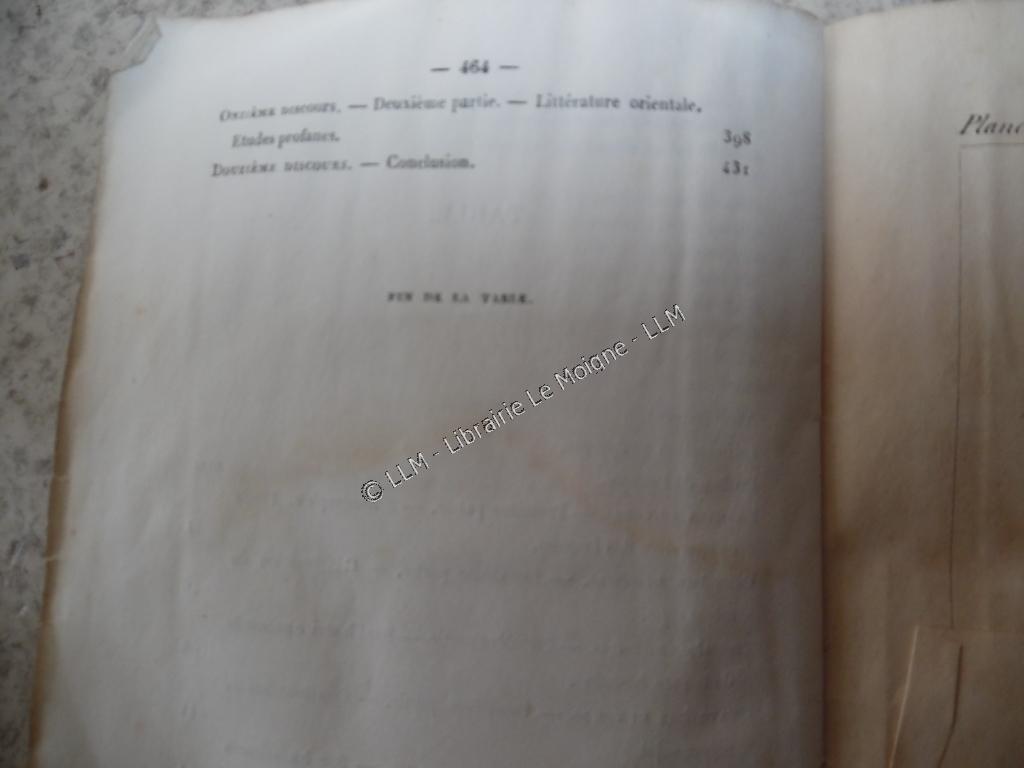 — 464 —
Onzième discours. — Deuxième partie. — Littérature orientale.
Etudes profanes. 398
Douzième discours. — Conclusion. 431
FIN DE LA TABLE.
© LLM - Librairie Le Moigne - LLM
Planc